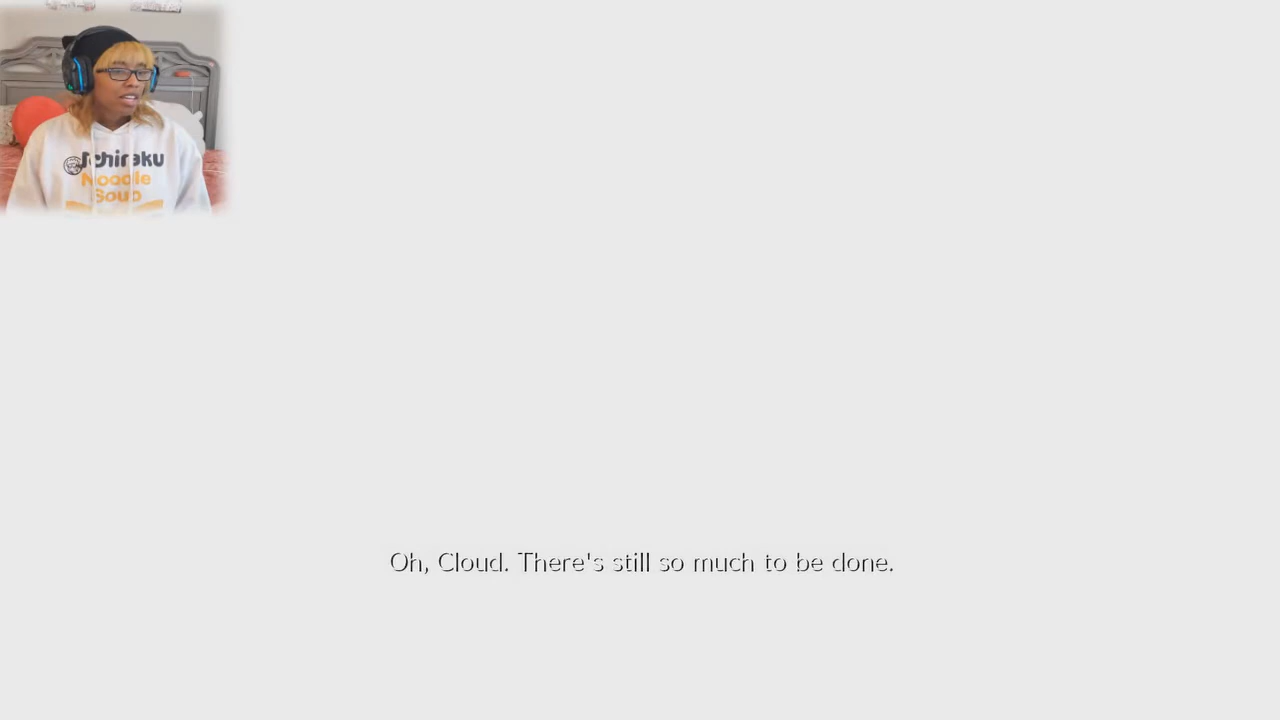 Ichiraku
Noodle
Soup
Oh, Cloud. There's still so much to be done.